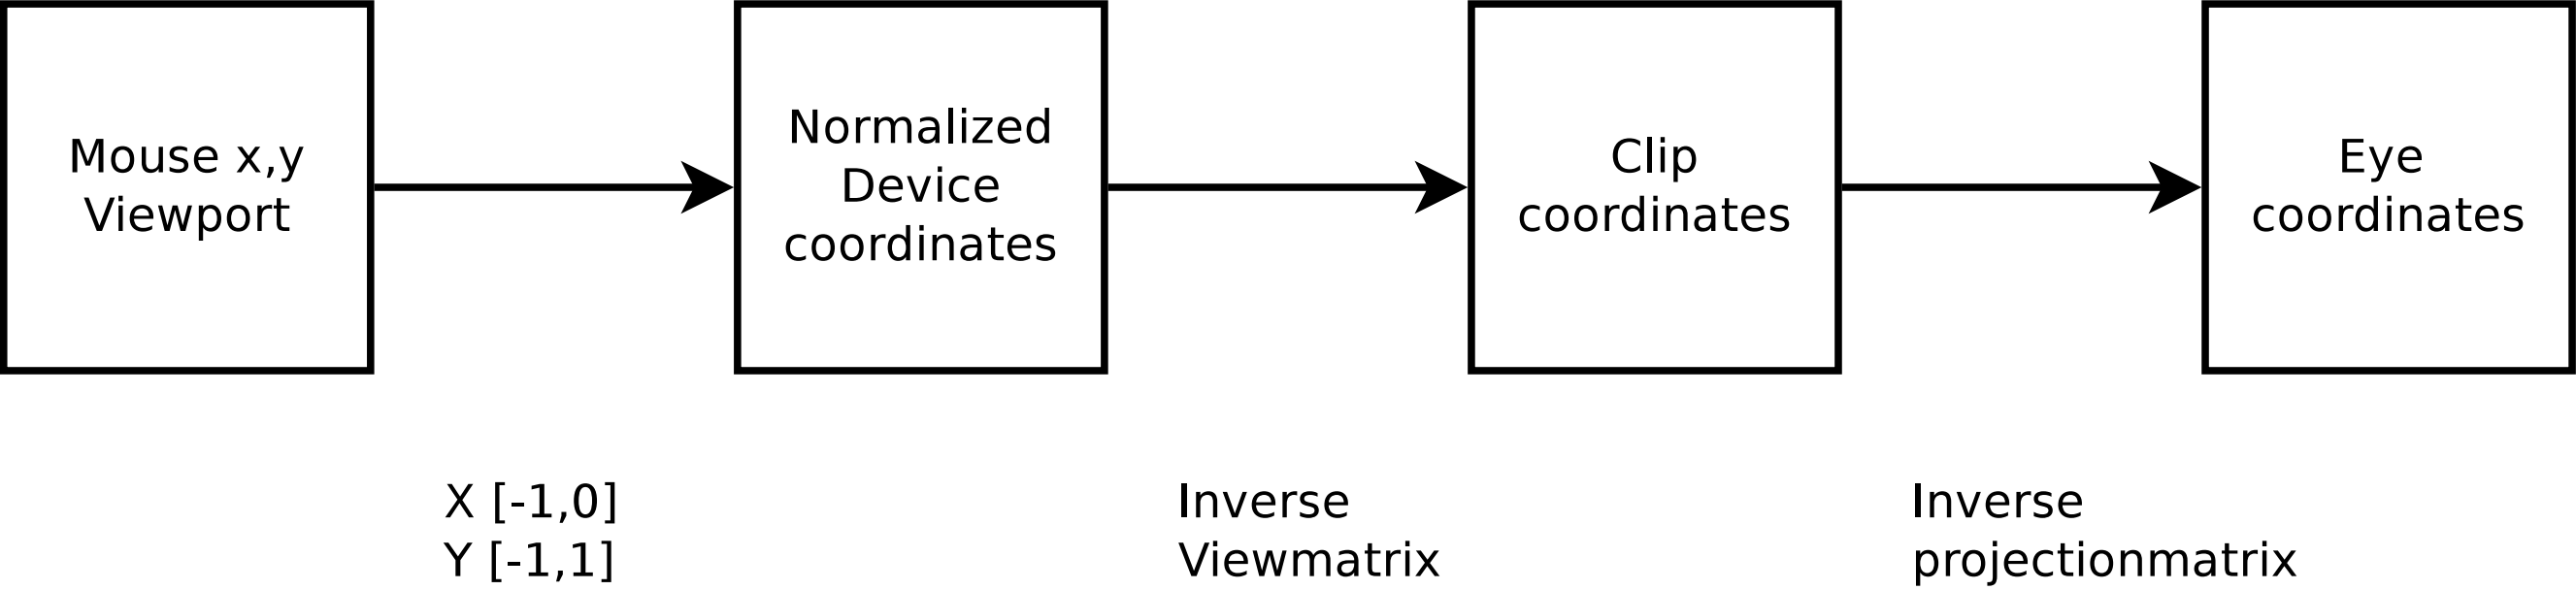 Mouse x,y
Viewport
Normalized
Device
coordinates
Clip
coordinates
Eye
coordinates
X [-1,0]
Y [-1,1]
Inverse
Viewmatrix
Inverse
projectionmatrix